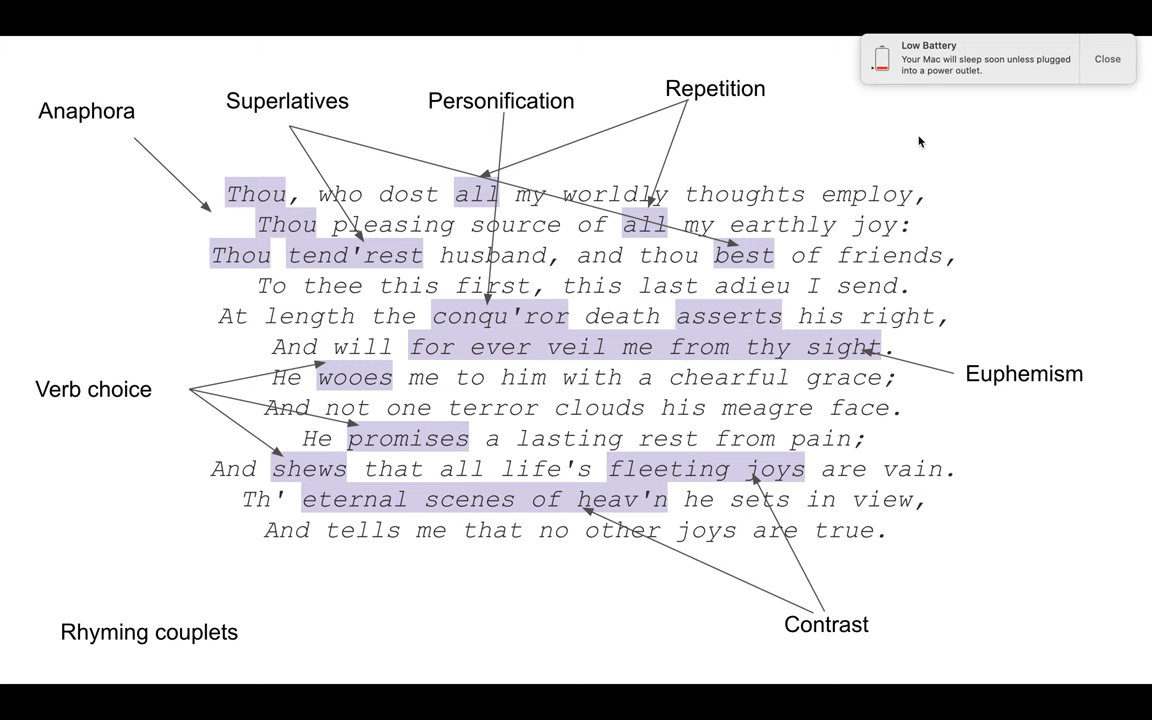 Low Battery
Your Mac will sleep soon unless plugged
into a power outlet.
Close
Anaphora
Superlatives
Personification
Repetition
Thou, who dost all my worldly thoughts employ,
Thou pleasing source of all my earthly joy:
Thou tend'rest husband, and thou best of friends,
To thee this first, this last adieu I send.
At length the conqu'ror death asserts his right,
And will for ever veil me from thy sight.
He wooes me to him with a chearful grace;
And not one terror clouds his meagre face.
He promises a lasting rest from pain;
And shews that all life's fleeting joys are vain.
Th' eternal scenes of heav'n he sets in view,
And tells me that no other joys are true.
Verb choice
Euphemism
Rhyming couplets
Contrast